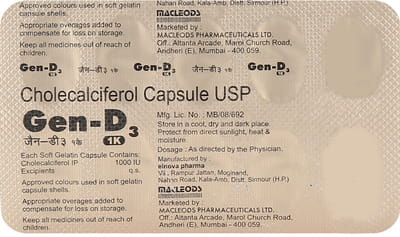 Approved colours used in soft gelatin
capsule shells.
Appropriate overages added to
compensate for loss on storage.
Keep all medicines out of reach of
children.
Nahan Road, Kala-Amb, Distt. Sirmour (H.P.)
MACLEODS
Marketed by :
MACLEODS PHARMACEUTICALS LTD.
Off.: Atlanta Arcade, Marol Church Road,
Andheri (E), Mumbai - 400 059.
Gen-D3 1K जैन-डी३ १के Gen-D3 1K जैन-डी३ १के Gen-D3 1K
Cholecalciferol Capsule USP
Gen-D3
जैन-डी३ १के 1K
Each Soft Gelatin Capsule Contains:
Cholecalciferol IP 1000 IU
Excipients q.s.
Approved colours used in soft gelatin
capsule shells.
Appropriate overages added to
compensate for loss on storage.
Keep all medicines out of reach of
children.
Mfg. Lic. No. : MB/08/692
Store in a cool, dry and dark place.
Protect from direct sunlight, heat &
moisture.
Dosage : As directed by the Physician.
Manufactured by :
elnova pharma
Vill.: Rampur Jattan, Moginand,
Nahan Road, Kala-Amb, Distt. Sirmour (H.P.)
MACLEODS
Marketed by :
MACLEODS PHARMACEUTICALS LTD.
Off.: Atlanta Arcade, Marol Church Road,
Andheri (E), Mumbai - 400 059.